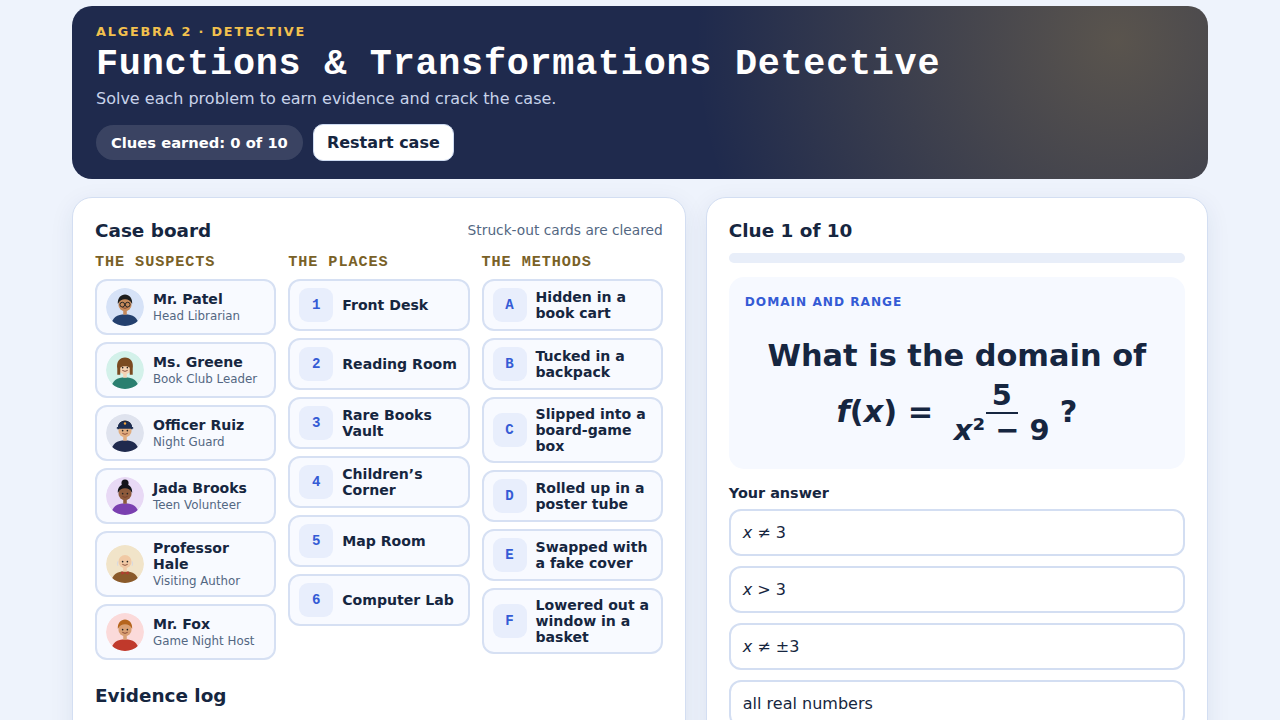 ALGEBRA 2 · DETECTIVE
Functions & Transformations Detective
Solve each problem to earn evidence and crack the case.
Clues earned: 0 of 10
Restart case
Case board
Struck-out cards are cleared
THE SUSPECTS
Mr. Patel
Head Librarian
Ms. Greene
Book Club Leader
Officer Ruiz
Night Guard
Jada Brooks
Teen Volunteer
Professor
Hale
Visiting Author
Mr. Fox
Game Night Host
THE PLACES
1 Front Desk
2 Reading Room
3 Rare Books
Vault
4 Children’s
Corner
5 Map Room
6 Computer Lab
THE METHODS
A Hidden in a
book cart
B Tucked in a
backpack
C Slipped into a
board-game
box
D Rolled up in a
poster tube
E Swapped with
a fake cover
F Lowered out a
window in a
basket
Evidence log
Clue 1 of 10
DOMAIN AND RANGE
What is the domain of
f(x) = 5 / x² − 9 ?
Your answer
x ≠ 3
x > 3
x ≠ ±3
all real numbers